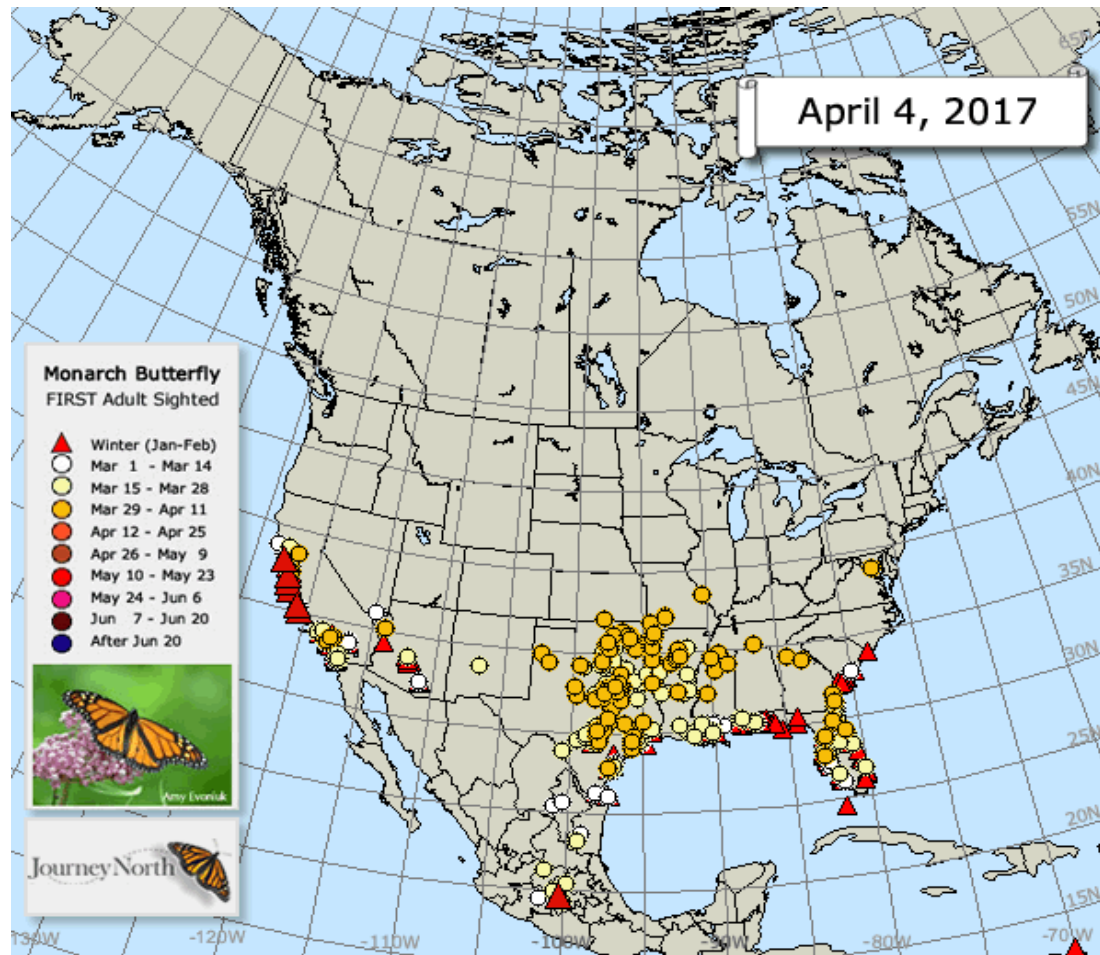 65N
April 4, 2017
55N
50N
45N
Monarch Butterfly
FIRST Adult Sighted
Winter (Jan-Feb)
Mar 1 - Mar 14
Mar 15 - Mar 28
Mar 29 - Apr 11
Apr 12 - Apr 25
Apr 26 - May 9
May 10 - May 23
May 24 - Jun 6
Jun 7 - Jun 20
After Jun 20
40N
35N
30N
25N
20N
15N
Amy Evoniuk
Journey North
-130W
-120W
-110W
-100W
-90W
-80W
-70W